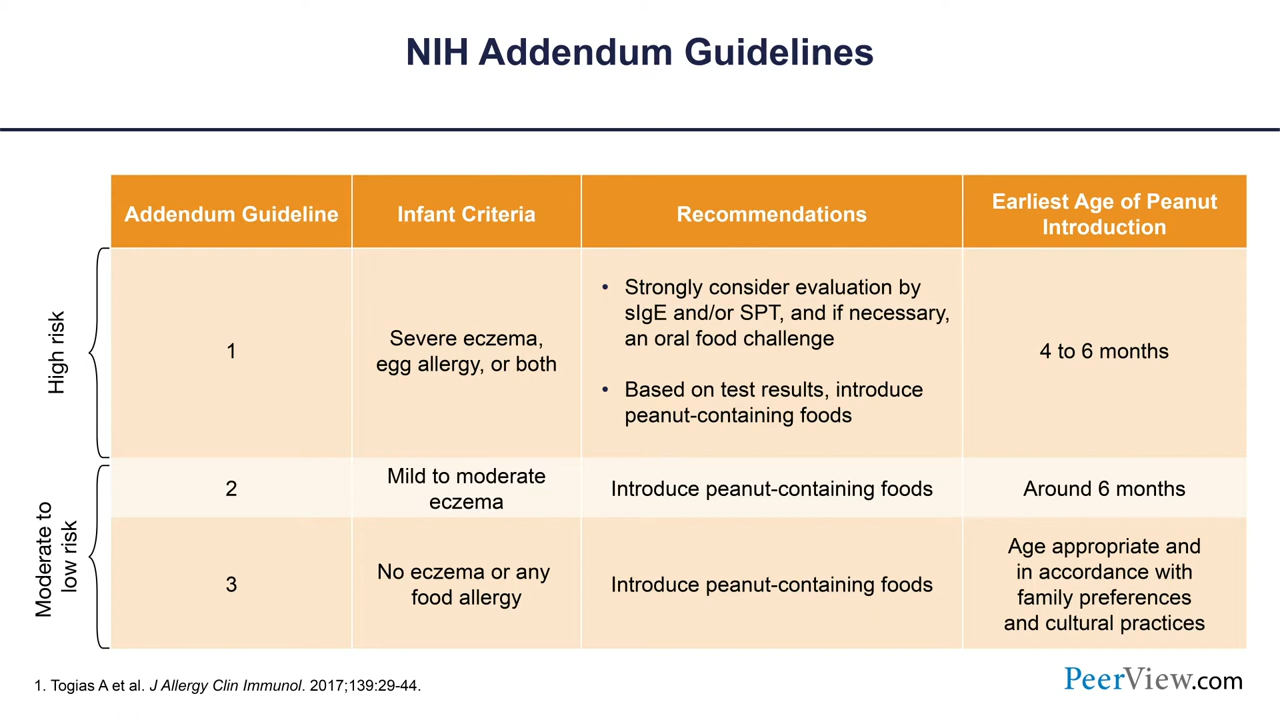 NIH Addendum Guidelines
Addendum Guideline
Infant Criteria
Recommendations
Earliest Age of Peanut
Introduction
High risk
1
Severe eczema,
egg allergy, or both
• Strongly consider evaluation by
sIgE and/or SPT, and if necessary,
an oral food challenge
• Based on test results, introduce
peanut-containing foods
4 to 6 months
Moderate to
low risk
2
Mild to moderate
eczema
Introduce peanut-containing foods
Around 6 months
3
No eczema or any
food allergy
Introduce peanut-containing foods
Age appropriate and
in accordance with
family preferences
and cultural practices
1. Togias A et al. J Allergy Clin Immunol. 2017;139:29-44.
PeerView.com